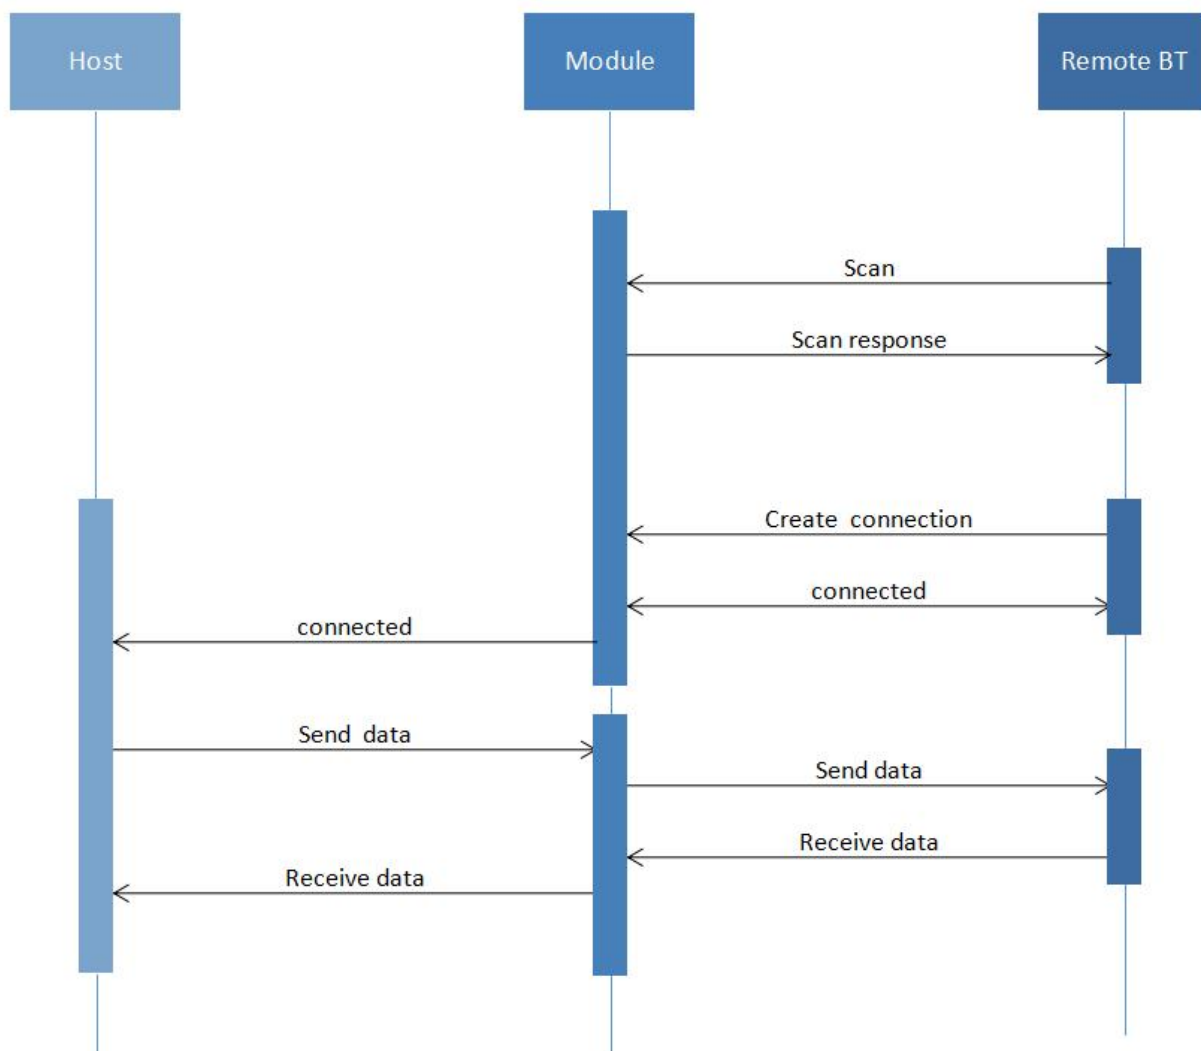 Host
Module
Remote BT
Scan
Scan response
Create  connection
connected
connected
Send  data
Send data
Receive data
Receive data